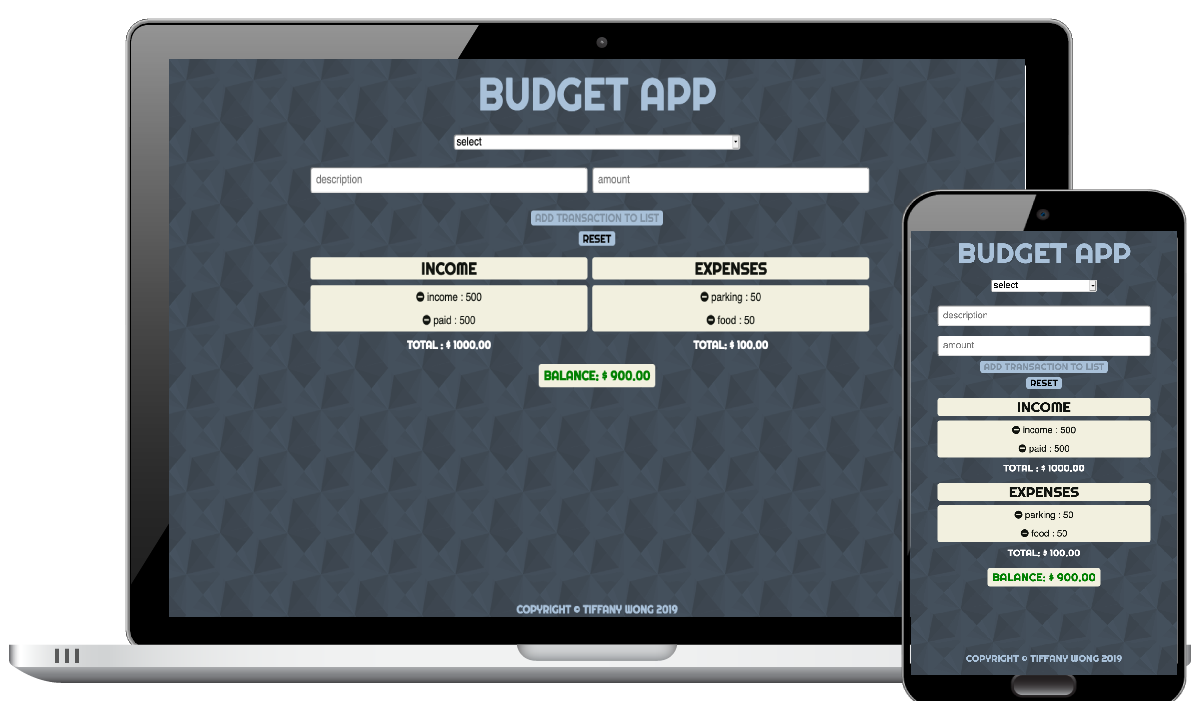 BUDGET APP
select
description amount
ADD TRANSACTION TO LIST
RESET
INCOME EXPENSES
income : 500 parking : 50
paid : 500 food : 50
TOTAL : $ 1000.00 TOTAL: $ 100.00
BALANCE: $ 900.00
COPYRIGHT © TIFFANY WONG 2019
BUDGET APP
select
description
amount
ADD TRANSACTION TO LIST
RESET
INCOME
income : 500
paid : 500
TOTAL : $ 1000.00
EXPENSES
parking : 50
food : 50
TOTAL: $ 100.00
BALANCE: $ 900.00
COPYRIGHT © TIFFANY WONG 2019